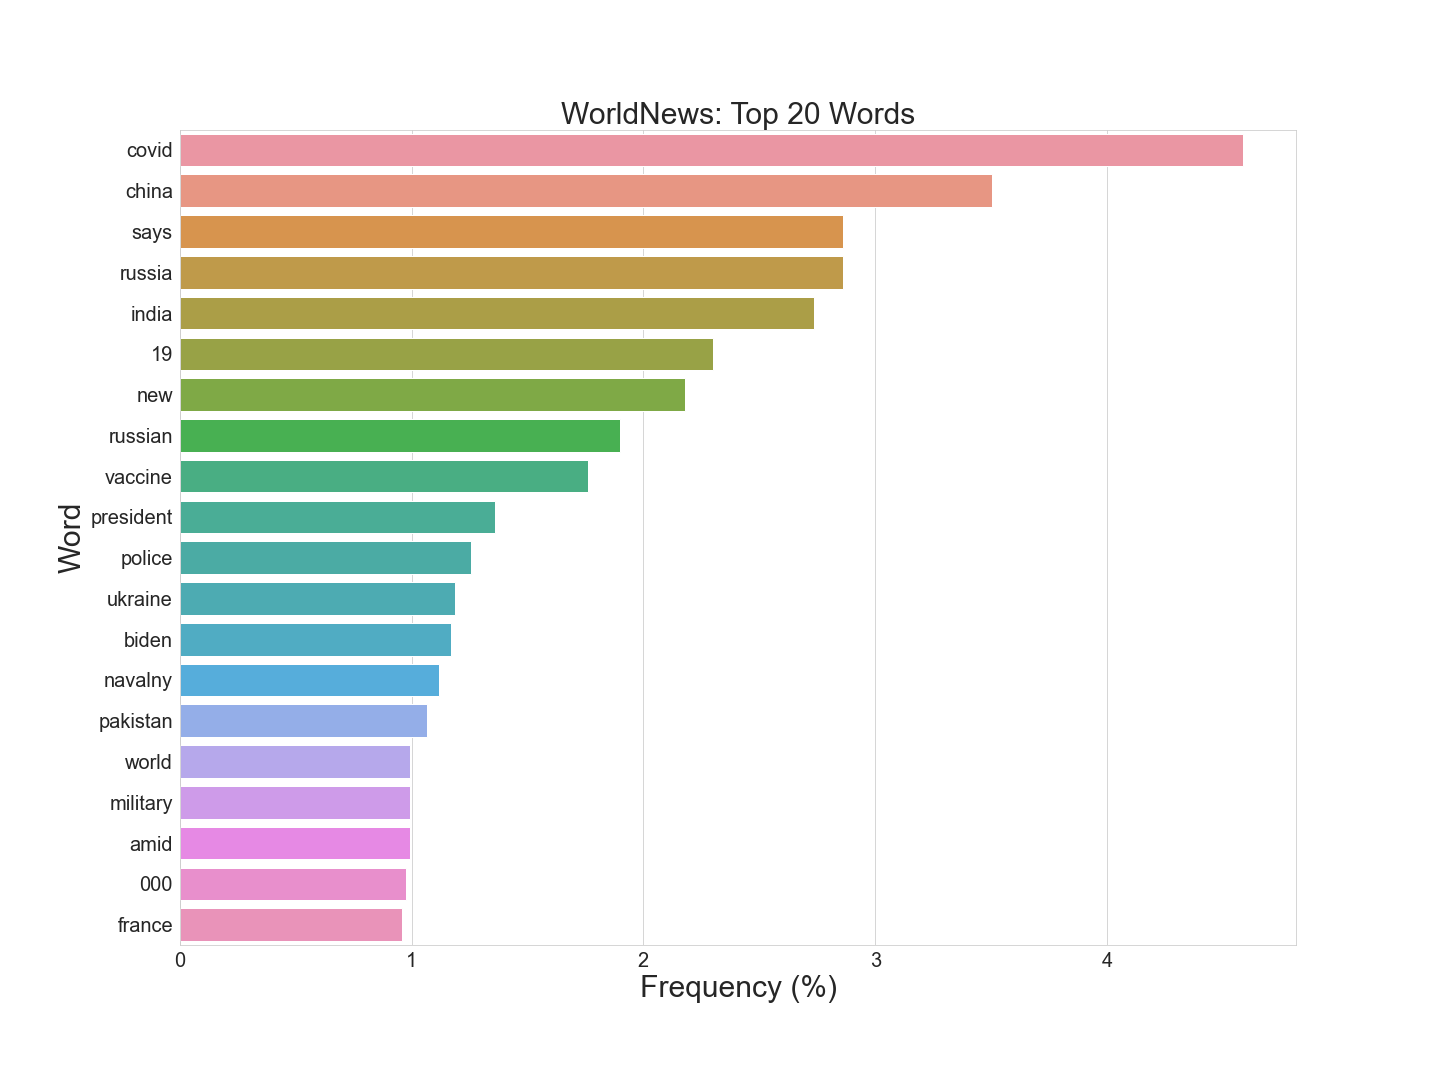 WorldNews: Top 20 Words
covid
china
says
russia
india
19
new
russian
vaccine
president
police
ukraine
biden
navalny
pakistan
world
military
amid
000
france
Word
0 1 2 3 4
Frequency (%)